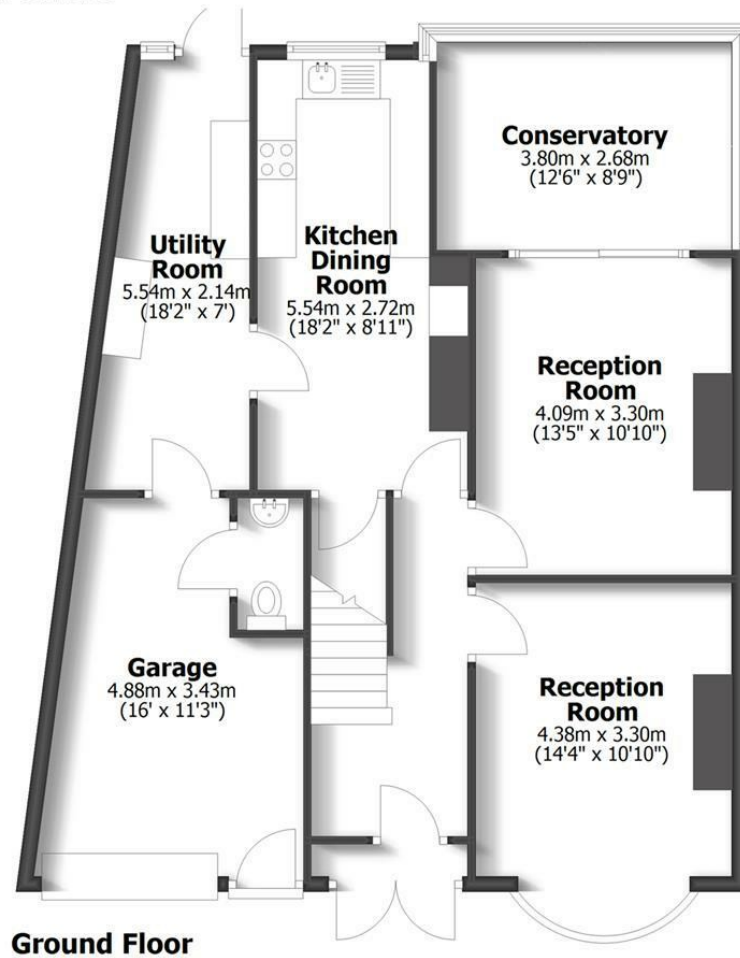 Conservatory
3.80m x 2.68m
(12'6" x 8'9")
Utility
Room
5.54m x 2.14m
(18'2" x 7')
Kitchen
Dining
Room
5.54m x 2.72m
(18'2" x 8'11")
Reception
Room
4.09m x 3.30m
(13'5" x 10'10")
Garage
4.88m x 3.43m
(16' x 11'3")
Reception
Room
4.38m x 3.30m
(14'4" x 10'10")
Ground Floor